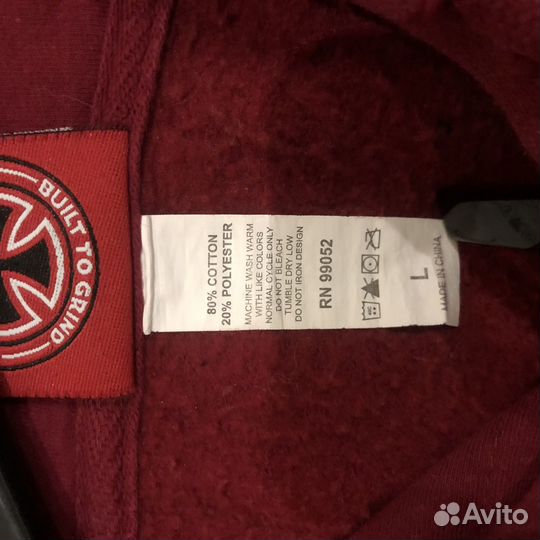 BUILT TO GRIND
80% COTTON
20% POLYESTER
MACHINE WASH WARM
WITH LIKE COLORS
NORMAL CYCLE ONLY
DO NOT BLEACH
TUMBLE DRY LOW
DO NOT IRON DESIGN
RN 99052
L
MADE IN CHINA
Avito